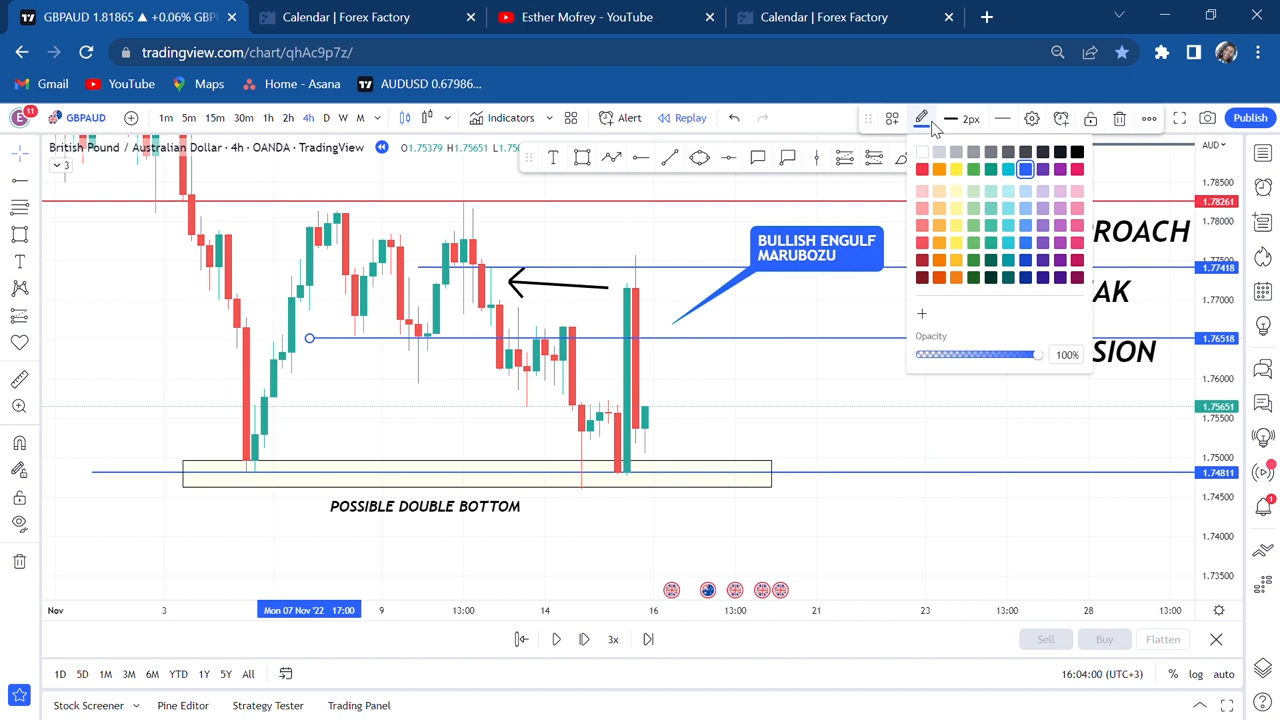 GBPAUD 1.81865 ▲ +0.06% GBP
Calendar | Forex Factory
Esther Mofrey - YouTube
Calendar | Forex Factory
tradingview.com/chart/qhAc9p7z/
Gmail
YouTube
Maps
Home - Asana
AUDUSD 0.67986...
E
11
GBPAUD
1m 5m 15m 30m 1h 2h 4h D W M
Indicators
Alert
Replay
2px
Publish
British Pound / Australian Dollar · 4h · OANDA · TradingView
O1.75379 H1.75651 L1.75
AUD
3
1.78500
1.78261
1.78000
ROACH
BULLISH ENGULF
MARUBOZU
1.77418
AK
1.77000
Opacity
1.76518
SION
100%
1.76000
1.75651
1.75500
1.75000
1.74811
1.74500
POSSIBLE DOUBLE BOTTOM
1.74000
1.73500
Nov 3 Mon 07 Nov '22 17:00 9 13:00 14 16 13:00 21 23 13:00 28 13:00
3x
Sell
Buy
Flatten
1D 5D 1M 3M 6M YTD 1Y 5Y All
16:04:00 (UTC+3)
%
log
auto
Stock Screener
Pine Editor
Strategy Tester
Trading Panel